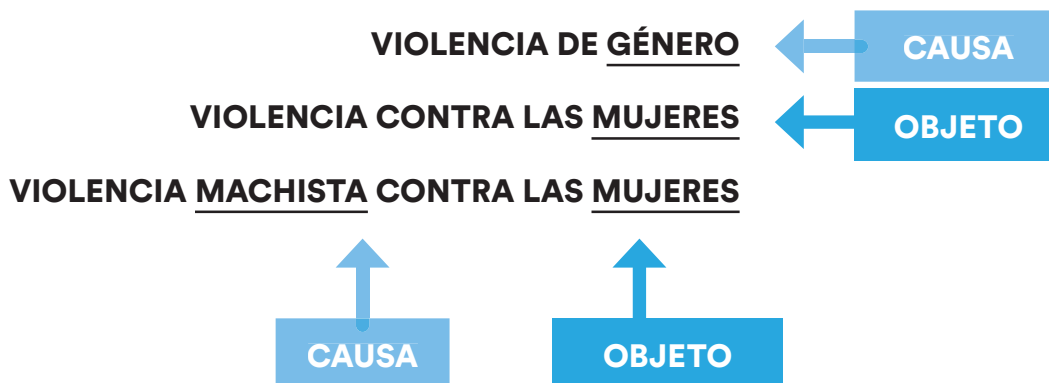 VIOLENCIA DE GÉNERO
CAUSA
VIOLENCIA CONTRA LAS MUJERES
OBJETO
VIOLENCIA MACHISTA CONTRA LAS MUJERES
CAUSA
OBJETO